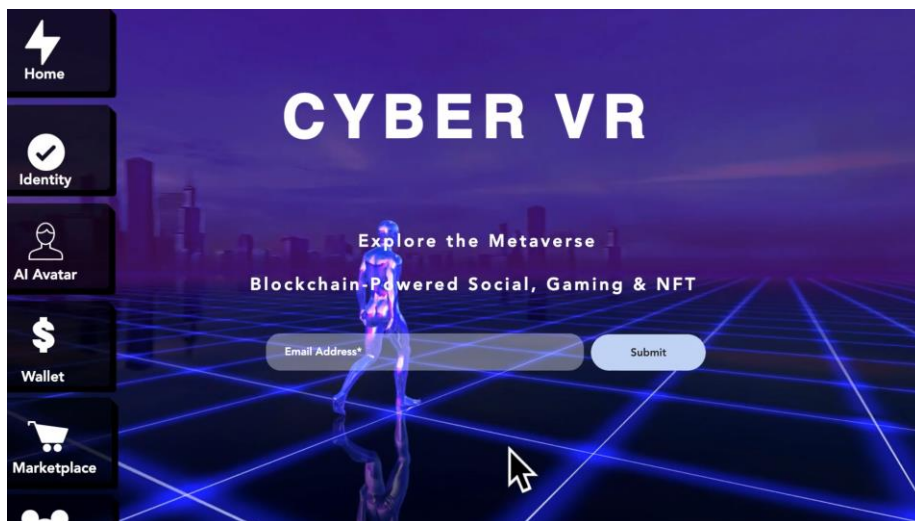 Home
CYBER VR
Identity
Explore the Metaverse
AI Avatar
Blockchain-Powered Social, Gaming & NFT
Email Address*
Submit
Wallet
Marketplace